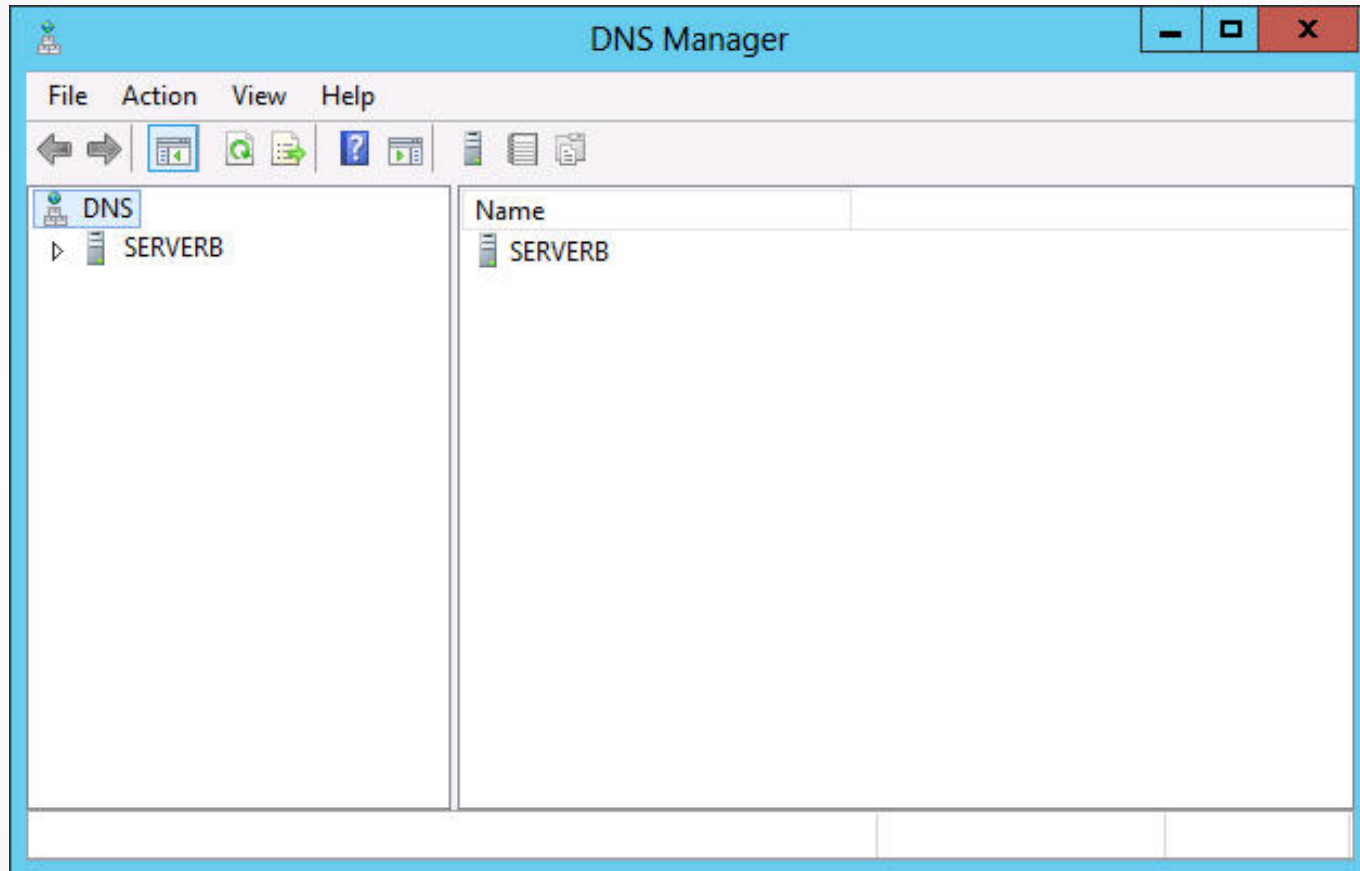 DNS Manager
File Action View Help
DNS
SERVERB
Name
SERVERB